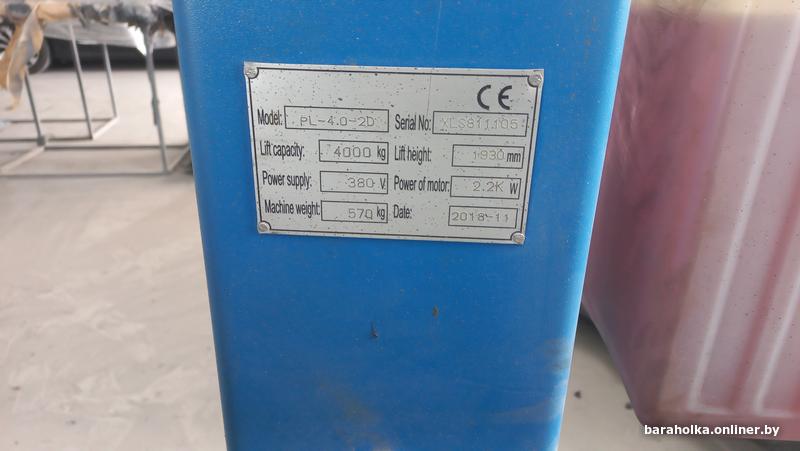 CE
Model: PL-4.0-2D Serial No: XLS811105
Lift capacity: 4000 kg Lift height: 1930 mm
Power supply: 380 V Power of motor: 2.2K W
Machine weight: 570 kg Date: 2018-11
baraholka.onliner.by